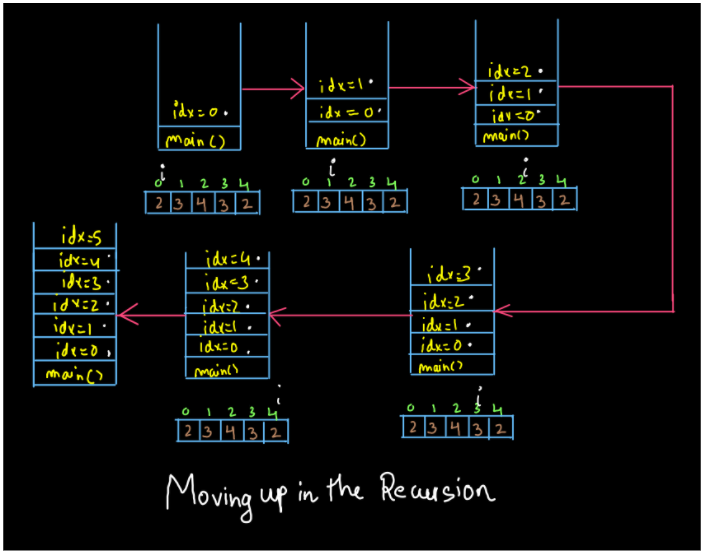 idx=0
main()
i
0 1 2 3 4
2 3 4 3 2
idx=1
idx=0
main()
i
0 1 2 3 4
2 3 4 3 2
idx=2
idx=1
idx=0
main()
i
0 1 2 3 4
2 3 4 3 2
idx=3
idx=2
idx=1
idx=0
main()
i
0 1 2 3 4
2 3 4 3 2
idx=4
idx=3
idx=2
idx=1
idx=0
main()
i
0 1 2 3 4
2 3 4 3 2
idx=5
idx=4
idx=3
idx=2
idx=1
idx=0
main()
Moving up in the Recursion